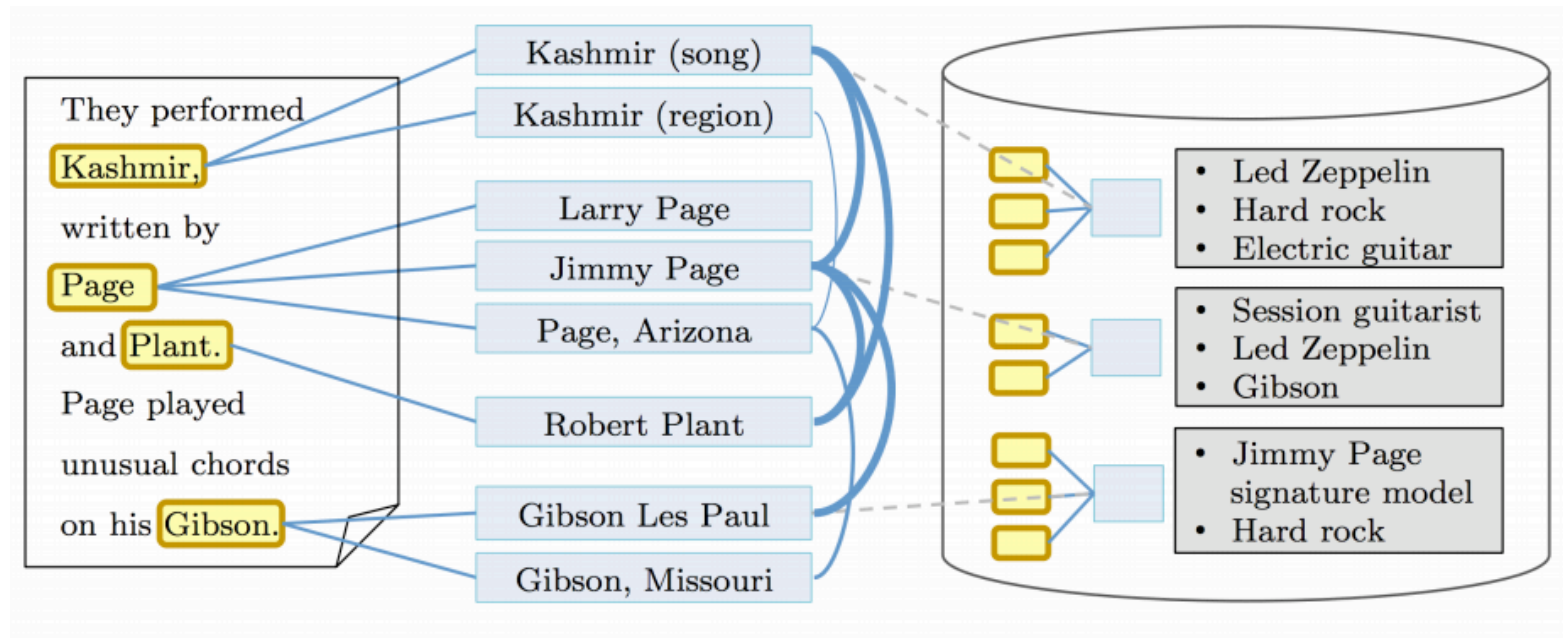 They performed
Kashmir,
written by
Page
and Plant.
Page played
unusual chords
on his Gibson.
Kashmir (song)
Kashmir (region)
Larry Page
Jimmy Page
Page, Arizona
Robert Plant
Gibson Les Paul
Gibson, Missouri
• Led Zeppelin
• Hard rock
• Electric guitar
• Session guitarist
• Led Zeppelin
• Gibson
• Jimmy Page
signature model
• Hard rock